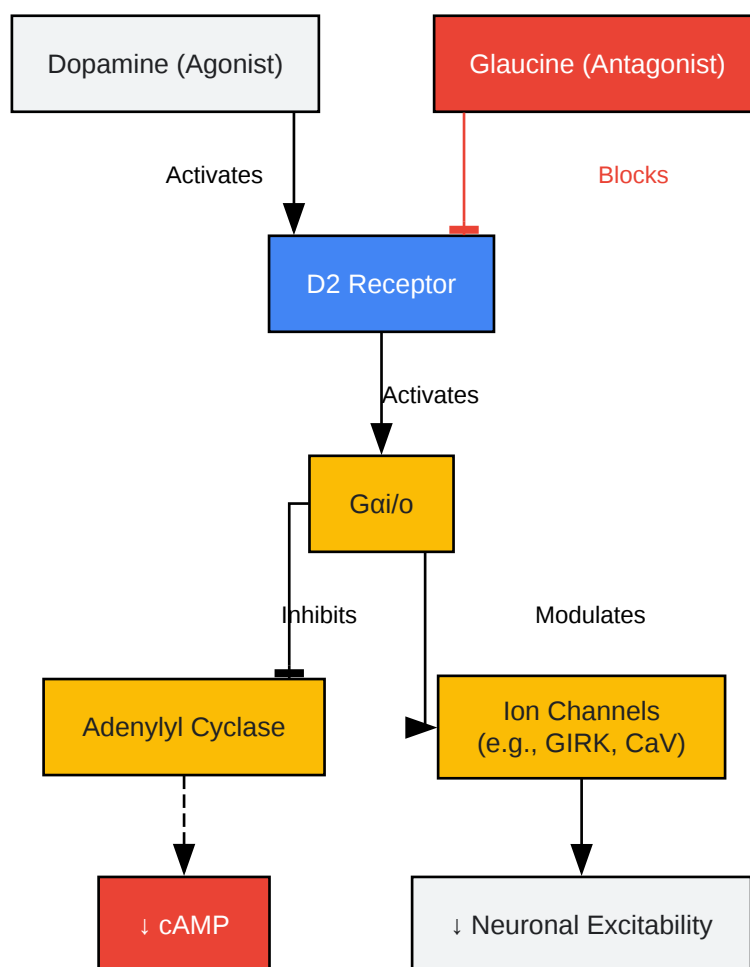 Dopamine (Agonist)
Glaucine (Antagonist)
Activates
Blocks
D2 Receptor
Activates
Gαi/o
Inhibits
Modulates
Adenylyl Cyclase
Ion Channels
(e.g., GIRK, CaV)
↓ cAMP
↓ Neuronal Excitability